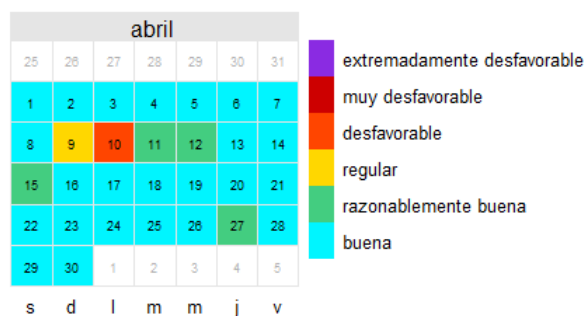 abril
25 26 27 28 29 30 31
1 2 3 4 5 6 7
8 9 10 11 12 13 14
15 16 17 18 19 20 21
22 23 24 25 26 27 28
29 30 1 2 3 4 5
s d l m m j v
extremadamente desfavorable
muy desfavorable
desfavorable
regular
razonablemente buena
buena